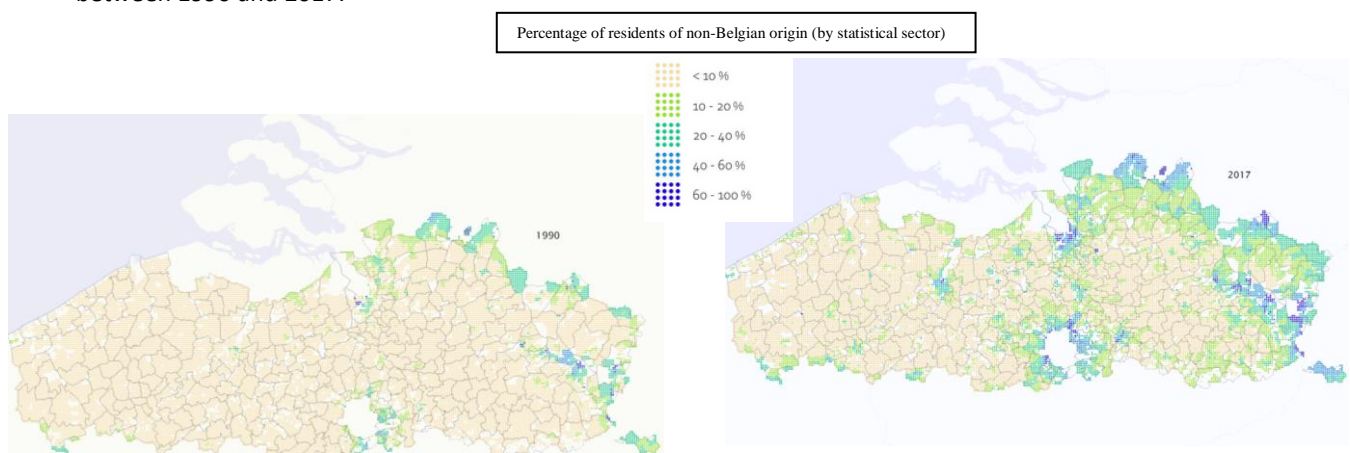 Percentage of residents of non-Belgian origin (by statistical sector)
< 10 %
10 - 20 %
20 - 40 %
40 - 60 %
60 - 100 %
1990
2017